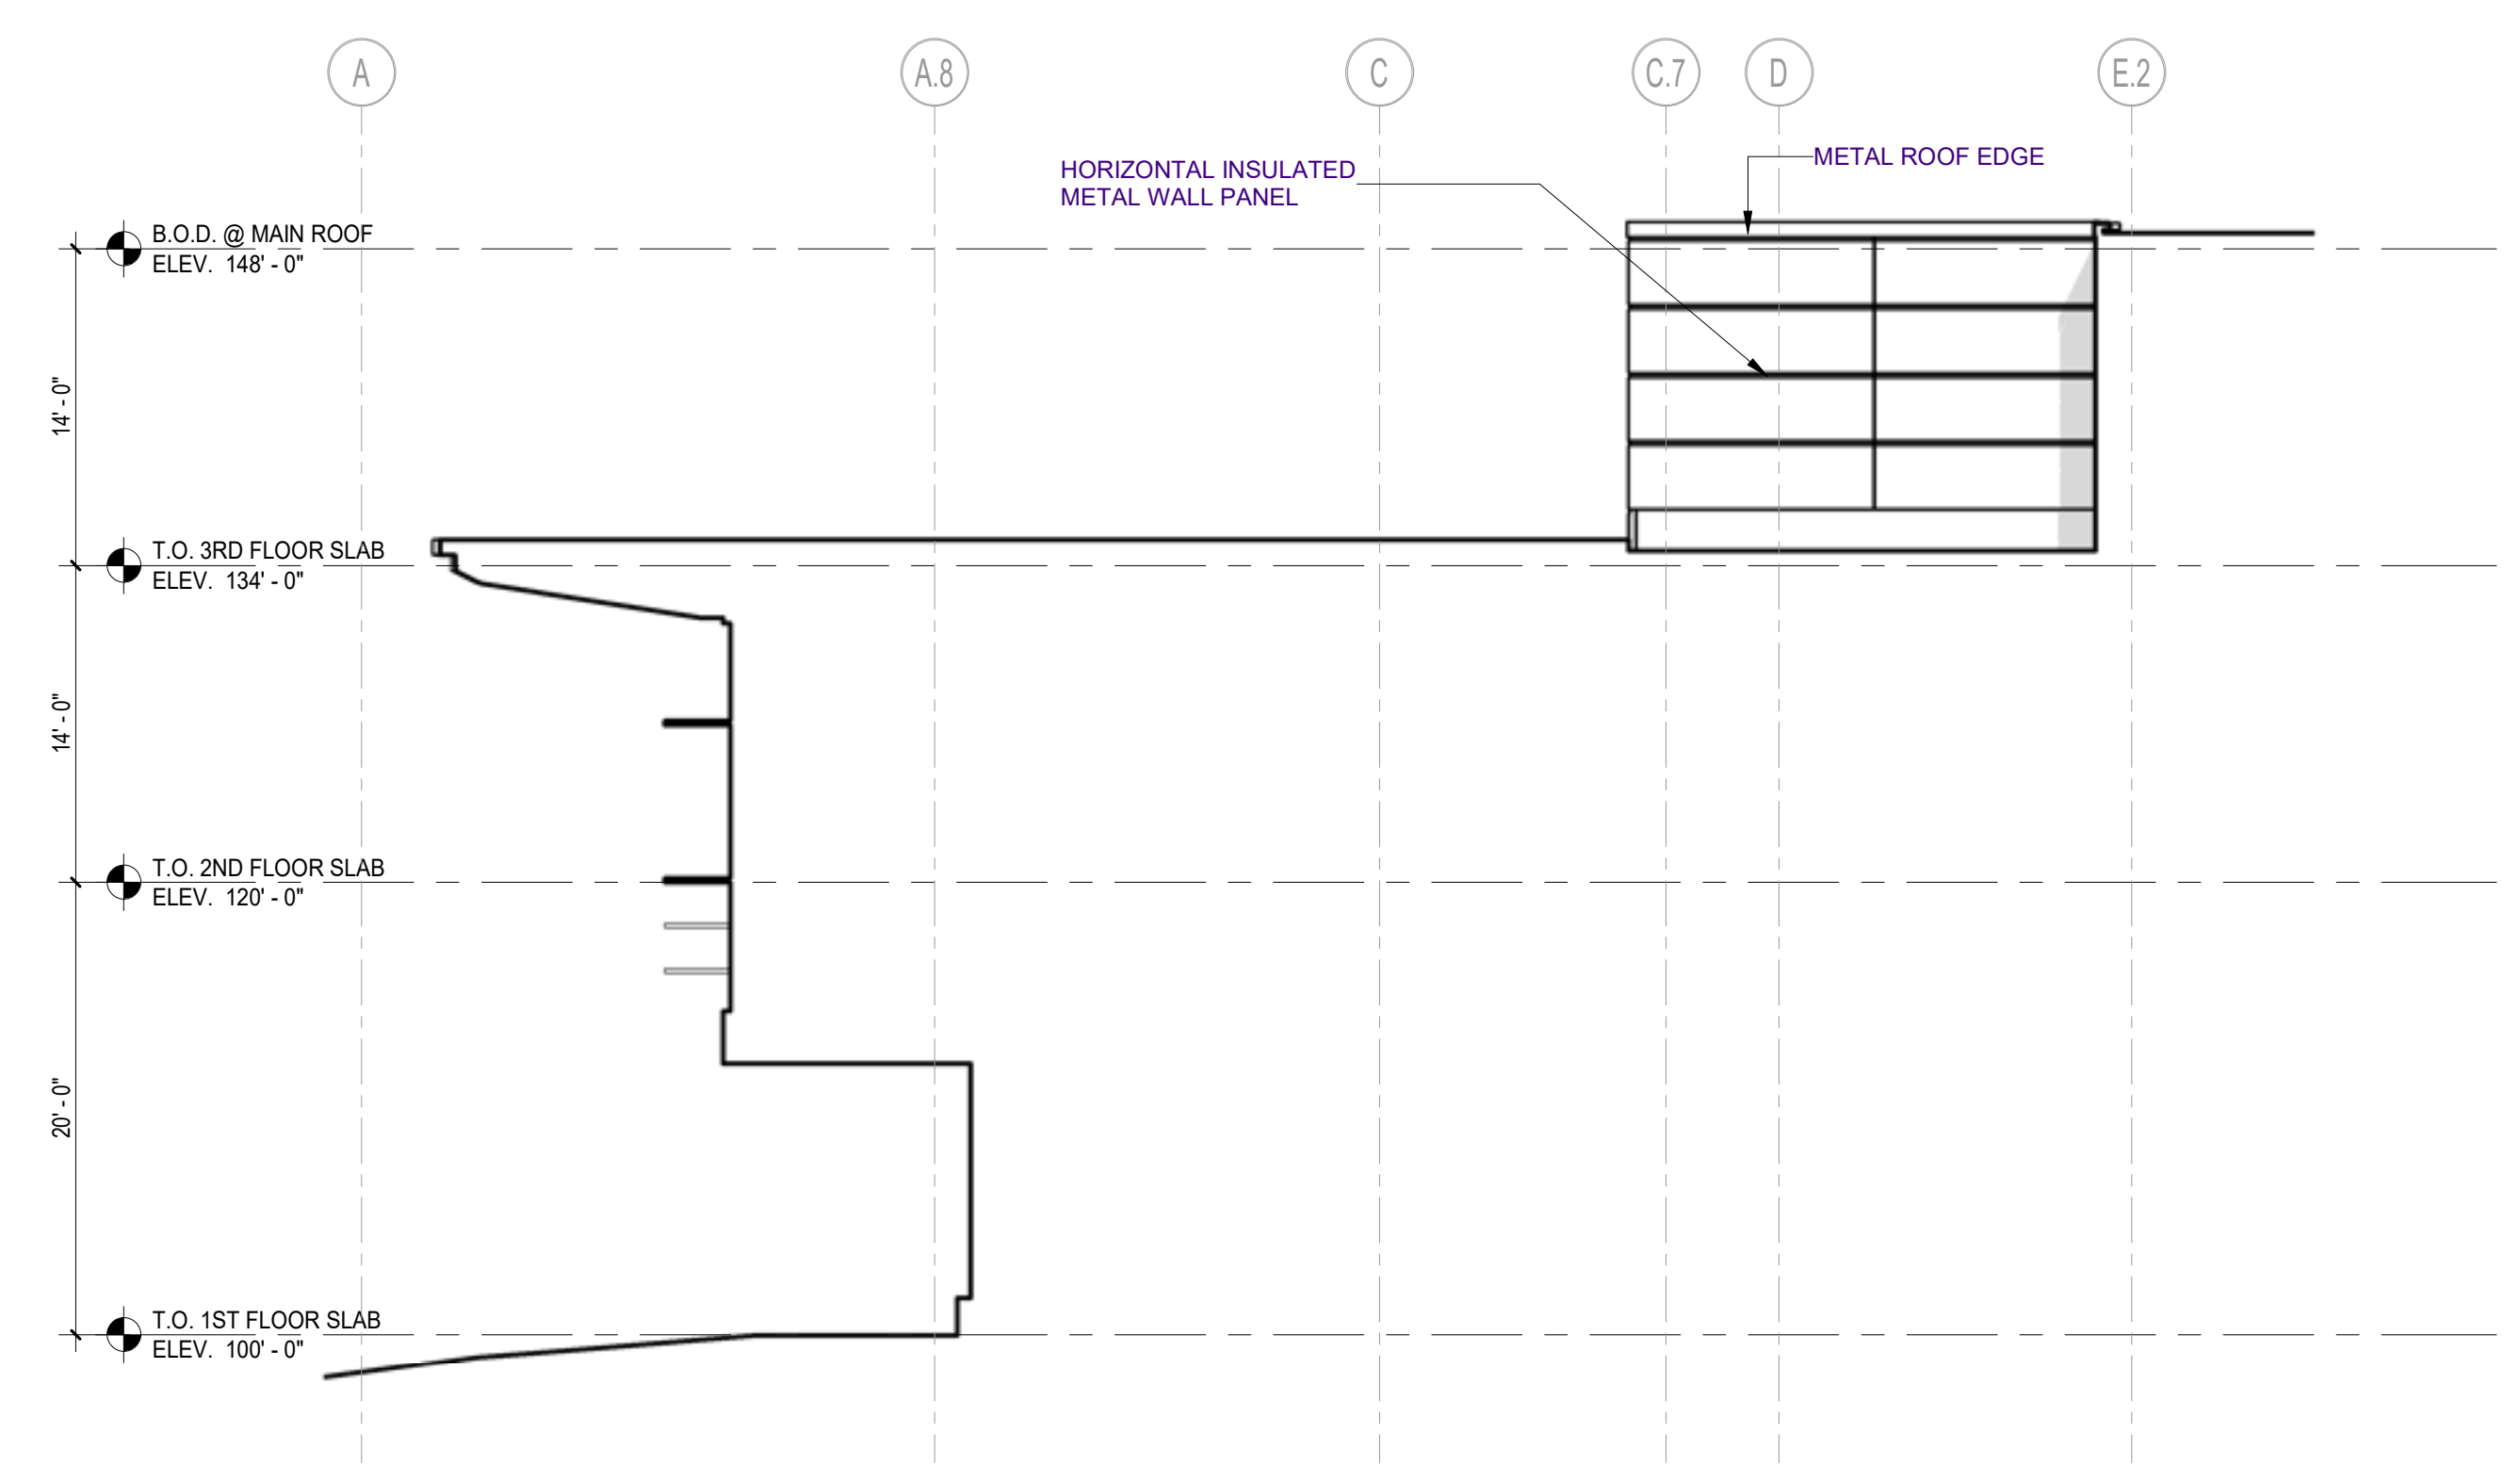 A
A.8
C
C.7
D
E.2
HORIZONTAL INSULATED
METAL WALL PANEL
METAL ROOF EDGE
B.O.D. @ MAIN ROOF
ELEV. 148' - 0"
14' - 0"
T.O. 3RD FLOOR SLAB
ELEV. 134' - 0"
14' - 0"
T.O. 2ND FLOOR SLAB
ELEV. 120' - 0"
20' - 0"
T.O. 1ST FLOOR SLAB
ELEV. 100' - 0"